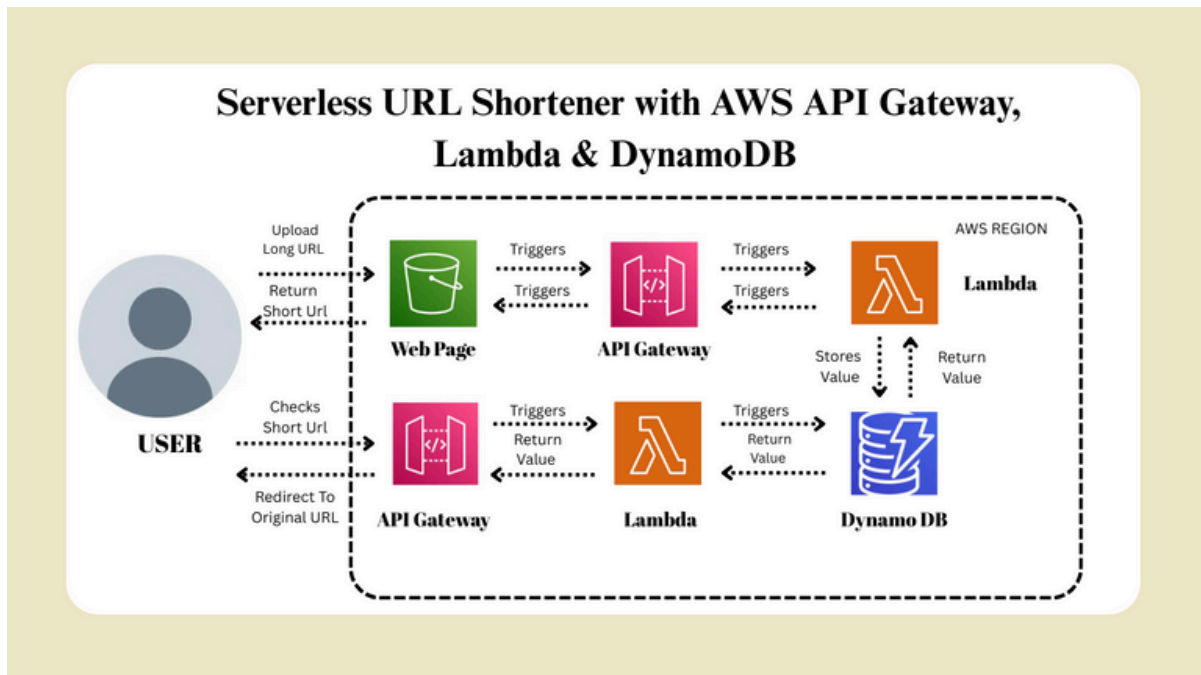 Serverless URL Shortener with AWS API Gateway,
Lambda & DynamoDB
AWS REGION
Upload
Long URL
Return
Short Url
Triggers
Triggers
Triggers
Triggers
Lambda
Web Page
API Gateway
Stores
Value
Return
Value
USER
Checks
Short Url
Redirect To
Original URL
Triggers
Return
Value
Triggers
Return
Value
API Gateway
Lambda
Dynamo DB